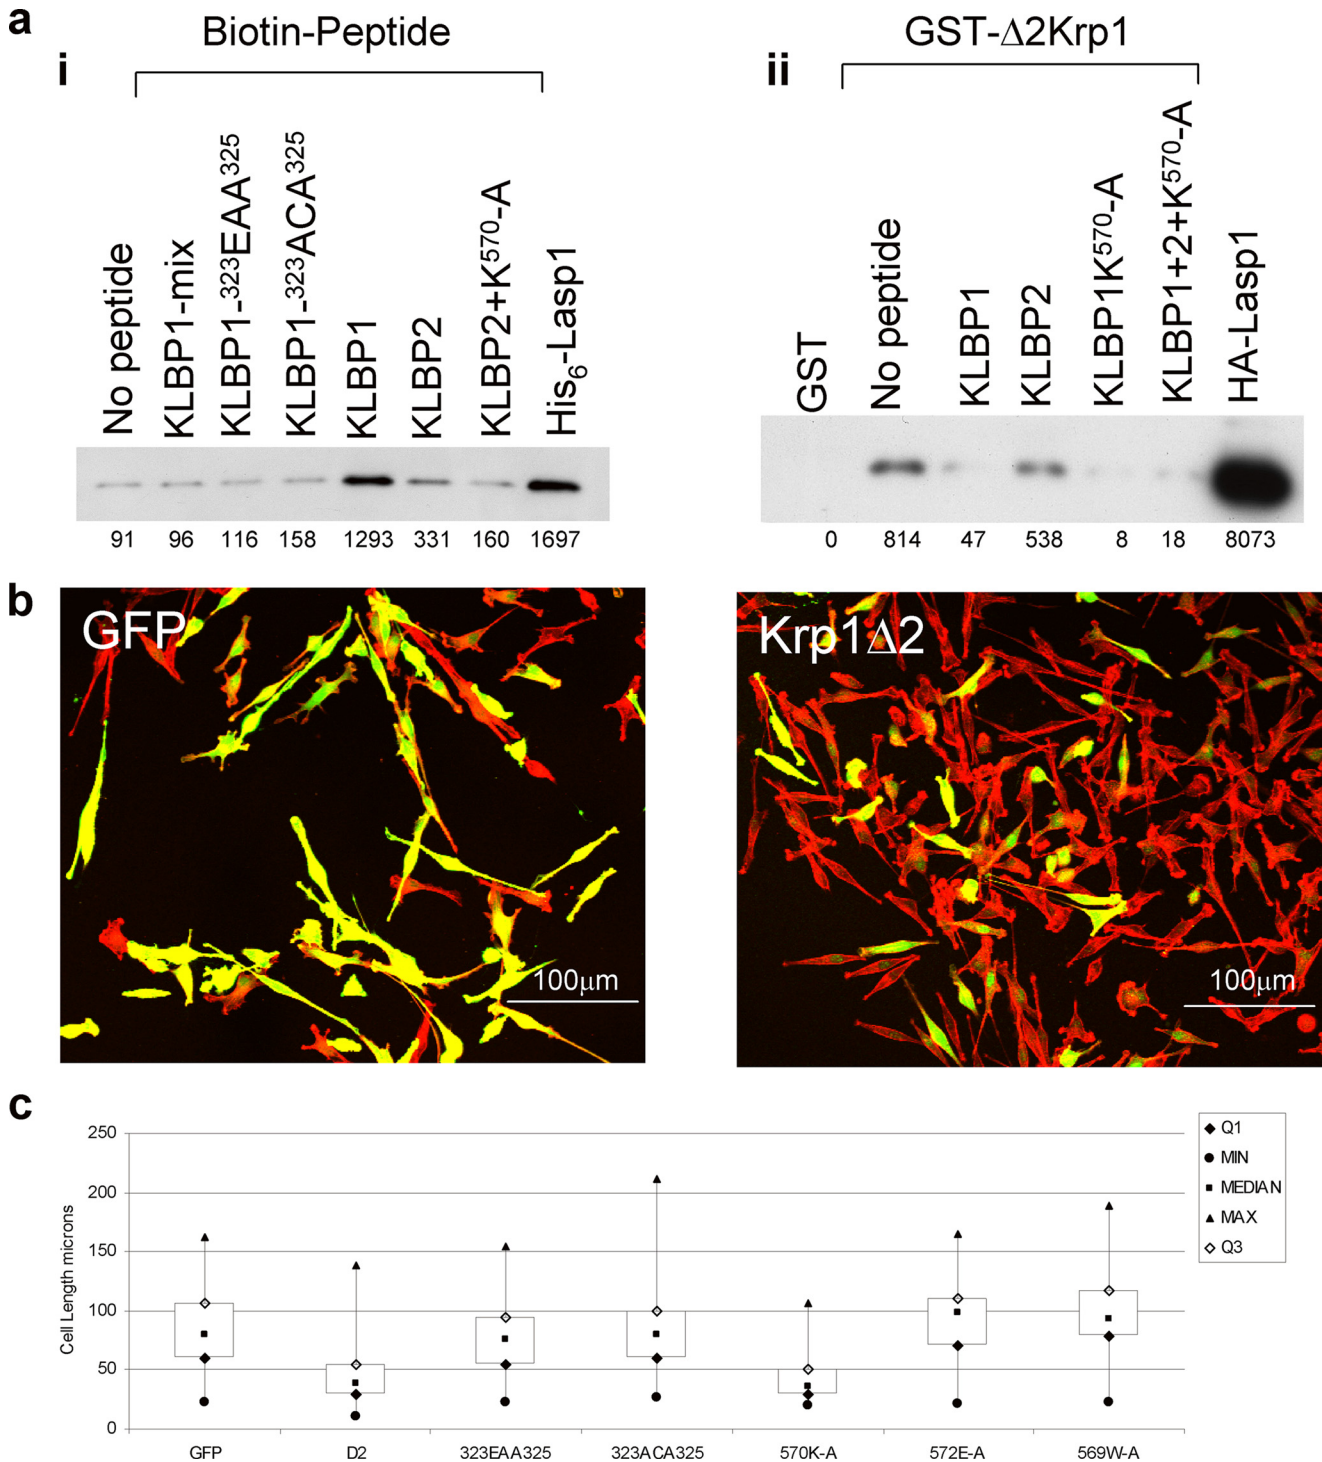 a
Biotin-Peptide
GST-Δ2Krp1
i
ii
No peptide
KLBP1-mix
KLBP1-³²³EAA³²⁵
KLBP1-³²³ACA³²⁵
KLBP1
KLBP2
KLBP2+K⁵⁷⁰-A
His₆-Lasp1
GST
No peptide
KLBP1
KLBP2
KLBP1K⁵⁷⁰-A
KLBP1+2+K⁵⁷⁰-A
HA-Lasp1
91 96 116 158 1293 331 160 1697
0 814 47 538 8 18 8073
b
GFP
Krp1Δ2
100μm
100μm
c
Cell Length microns
250
200
150
100
50
0
GFP D2 323EAA325 323ACA325 570K-A 572E-A 569W-A
Q1
MIN
MEDIAN
MAX
Q3